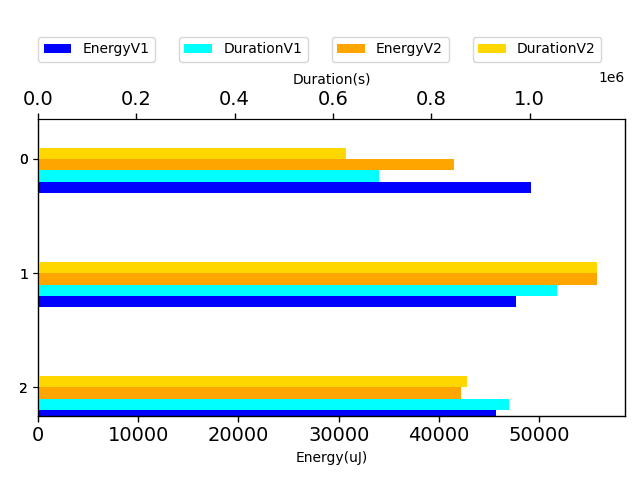 EnergyV1 DurationV1 EnergyV2 DurationV2
Duration(s)
1e6
0.0 0.2 0.4 0.6 0.8 1.0
0
1
2
0 10000 20000 30000 40000 50000
Energy(uJ)